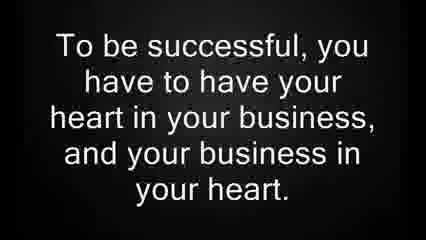 To be successful, you
have to have your
heart in your business,
and your business in
your heart.